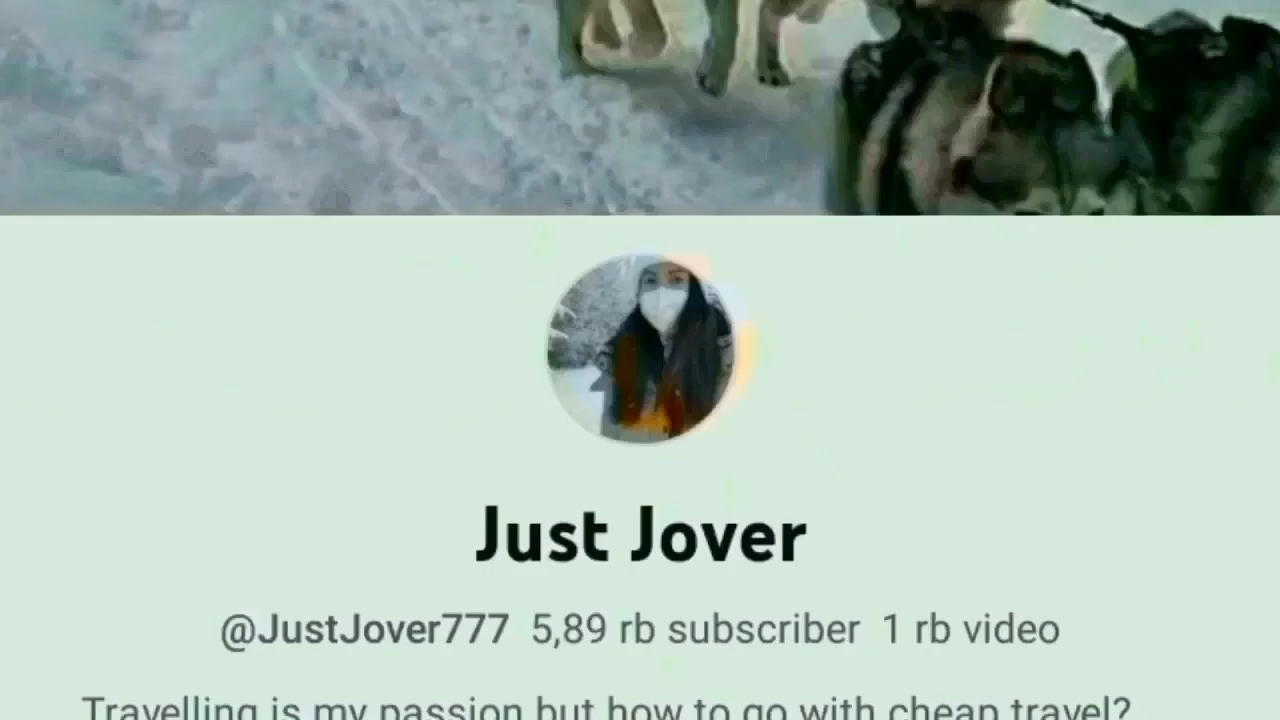 Just Jover
@JustJover777 5,89 rb subscriber 1 rb video
Travelling is my passion but how to go with cheap travel?